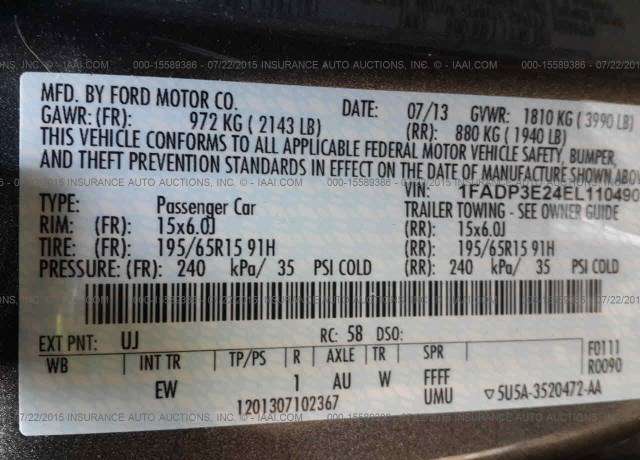 000-15589386 - 07/22/2015 INSURANCE AUTO AUCTIONS, INC. - IAAI.COM
MFD. BY FORD MOTOR CO. DATE: 07/13 GVWR: 1810 KG ( 3990 LB)
GAWR: (FR): 972 KG ( 2143 LB) (RR): 880 KG ( 1940 LB)
THIS VEHICLE CONFORMS TO ALL APPLICABLE FEDERAL MOTOR VEHICLE SAFETY, BUMPER,
AND THEFT PREVENTION STANDARDS IN EFFECT ON THE DATE OF MANUFACTURE SHOWN
VIN: 1FADP3E24EL110490
TYPE: Passenger Car TRAILER TOWING - SEE OWNER GUIDE
RIM: (FR): 15x6.0J (RR): 15x6.0J
TIRE: (FR): 195/65R15 91H (RR): 195/65R15 91H
PRESSURE: (FR): 240 kPa/ 35 PSI COLD (RR): 240 kPa/ 35 PSI COLD
EXT PNT: UJ RC: 58 DSO:
WB INT TR TP/PS R AXLE TR SPR F0111
R0090
EW 1 AU W FFFF
UMU
1201307102367 ▽5U5A-3520472-AA